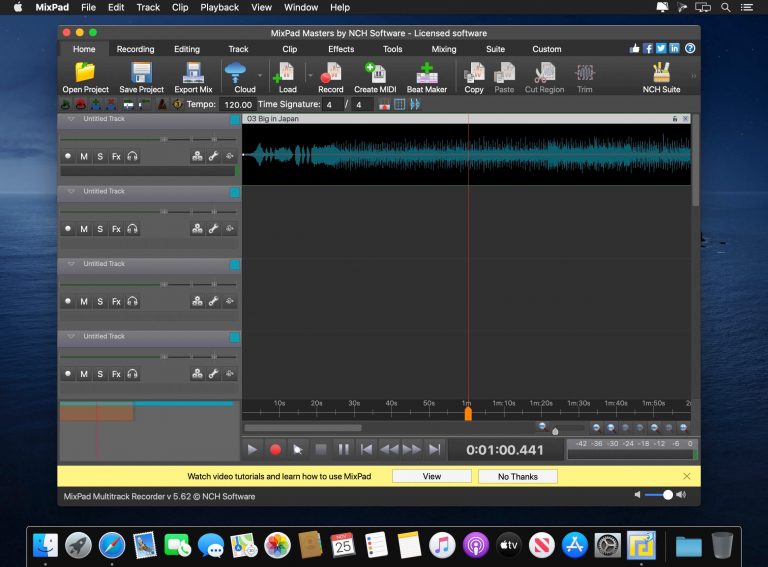 MixPad File Edit Track Clip Playback View Window Help
MixPad Masters by NCH Software - Licensed software
Home Recording Editing Track Clip Effects Tools Mixing Suite Custom
Open Project Save Project Export Mix Cloud Load Record Create MIDI Beat Maker Copy Paste Cut Region Trim NCH Suite
Tempo: 120.00 Time Signature: 4 / 4
Untitled Track
03 Big in Japan
M S Fx
Untitled Track
M S Fx
Untitled Track
M S Fx
Untitled Track
M S Fx
10s 20s 30s 40s 50s 1m 1m:10s 1m:20s 1m:30s 1m:40s 1m:50s
0:01:00.441
-42 -36 -30 -24 -18 -12 -6 0
Watch video tutorials and learn how to use MixPad View No Thanks
MixPad Multitrack Recorder v 5.62 © NCH Software
NOV
25
tv